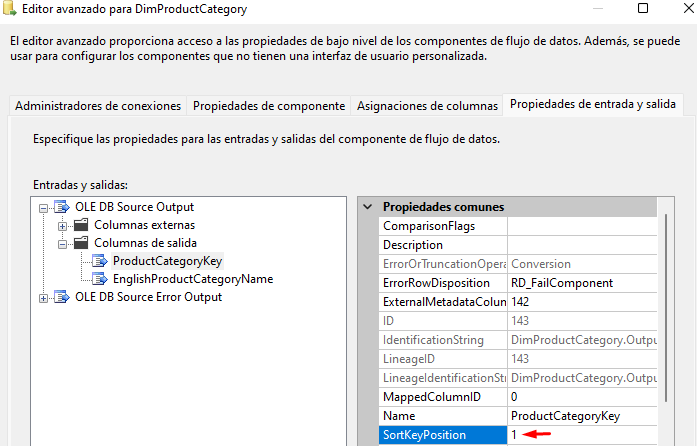 Editor avanzado para DimProductCategory
El editor avanzado proporciona acceso a las propiedades de bajo nivel de los componentes de flujo de datos. Además, se puede
usar para configurar los componentes que no tienen una interfaz de usuario personalizada.
Administradores de conexiones Propiedades de componente Asignaciones de columnas Propiedades de entrada y salida
Especifique las propiedades para las entradas y salidas del componente de flujo de datos.
Entradas y salidas:
OLE DB Source Output
Columnas externas
Columnas de salida
ProductCategoryKey
EnglishProductCategoryName
OLE DB Source Error Output
Propiedades comunes
ComparisonFlags
Description
ErrorOrTruncationOpera Conversion
ErrorRowDisposition RD_FailComponent
ExternalMetadataColum 142
ID 143
IdentificationString DimProductCategory.Outpu
LineageID 143
LineageIdentificationStr DimProductCategory.Outpu
MappedColumnID 0
Name ProductCategoryKey
SortKeyPosition 1